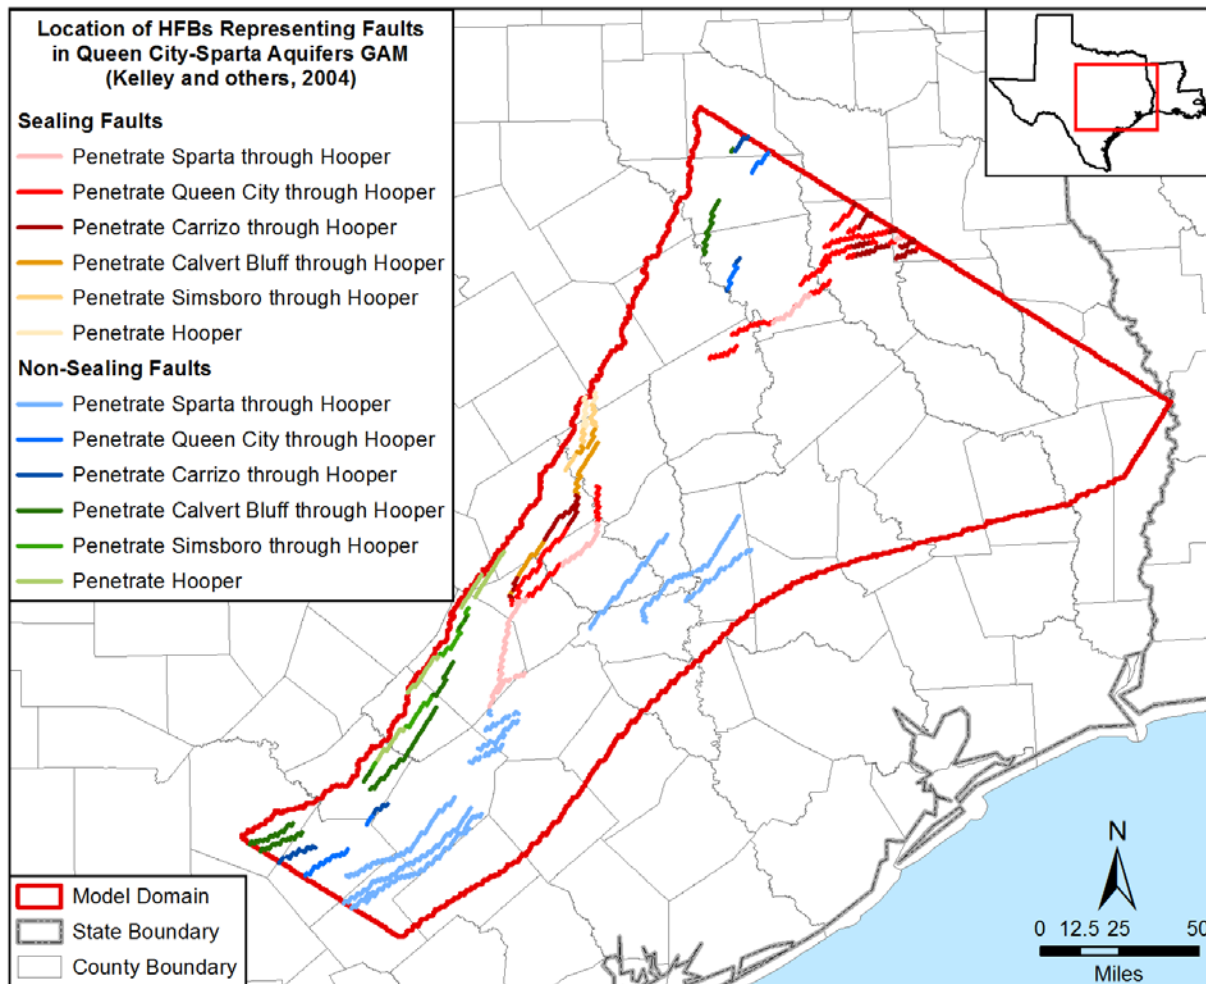 Location of HFBs Representing Faults
in Queen City-Sparta Aquifers GAM
(Kelley and others, 2004)
Sealing Faults
Penetrate Sparta through Hooper
Penetrate Queen City through Hooper
Penetrate Carrizo through Hooper
Penetrate Calvert Bluff through Hooper
Penetrate Simsboro through Hooper
Penetrate Hooper
Non-Sealing Faults
Penetrate Sparta through Hooper
Penetrate Queen City through Hooper
Penetrate Carrizo through Hooper
Penetrate Calvert Bluff through Hooper
Penetrate Simsboro through Hooper
Penetrate Hooper
Model Domain
State Boundary
County Boundary
N
0 12.5 25 50
Miles